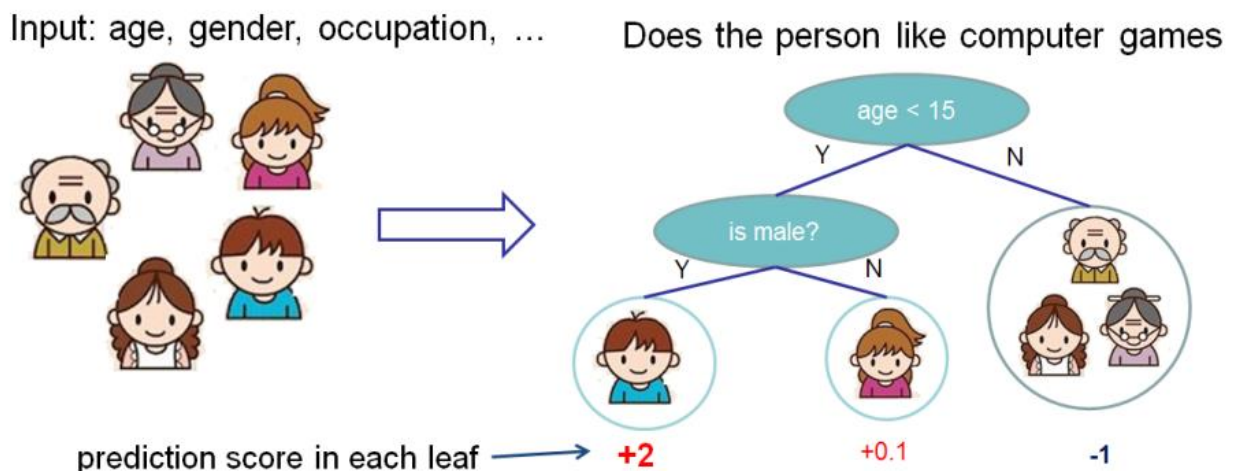 Input: age, gender, occupation, ...
Does the person like computer games
age < 15
Y
N
is male?
Y
N
prediction score in each leaf
+2
+0.1
-1